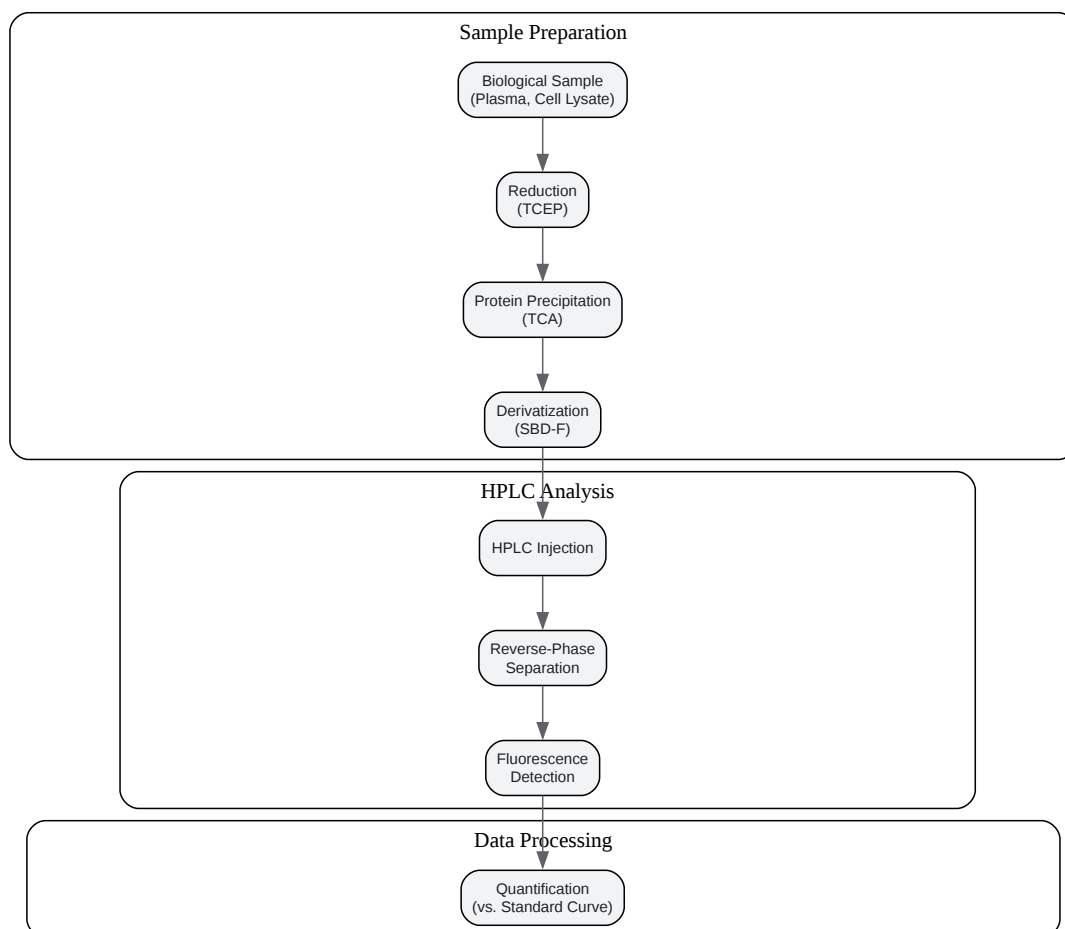 Sample Preparation
Biological Sample
(Plasma, Cell Lysate)
Reduction
(TCEP)
Protein Precipitation
(TCA)
Derivatization
(SBD-F)
HPLC Analysis
HPLC Injection
Reverse-Phase
Separation
Fluorescence
Detection
Data Processing
Quantification
(vs. Standard Curve)